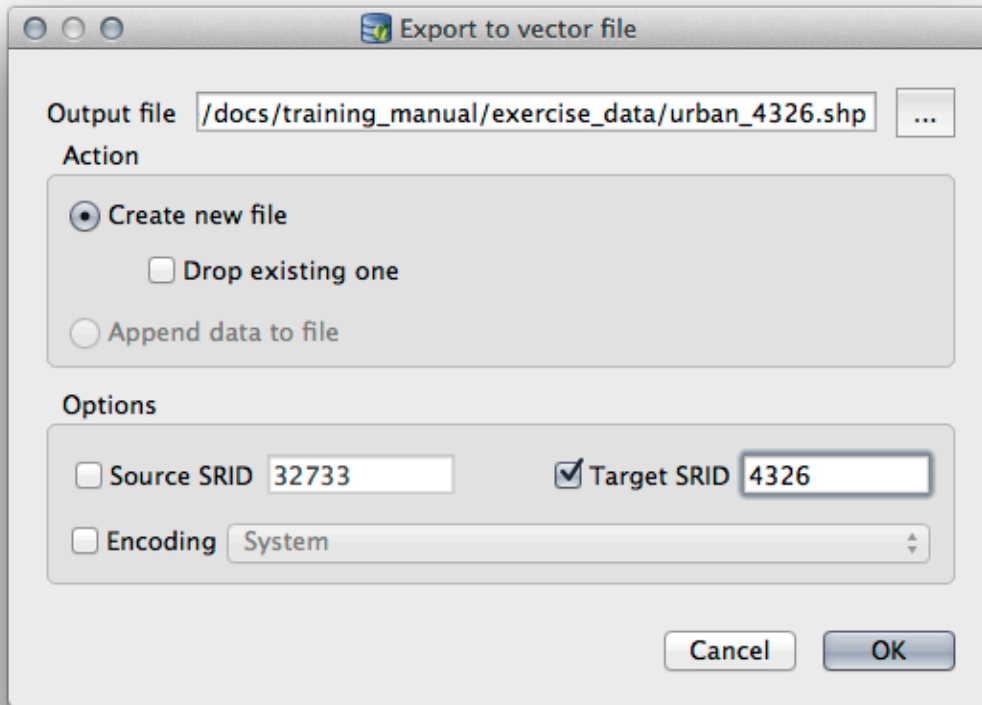 Export to vector file
Output file /docs/training_manual/exercise_data/urban_4326.shp ...
Action
Create new file
Drop existing one
Append data to file
Options
Source SRID 32733 Target SRID 4326
Encoding System
Cancel OK